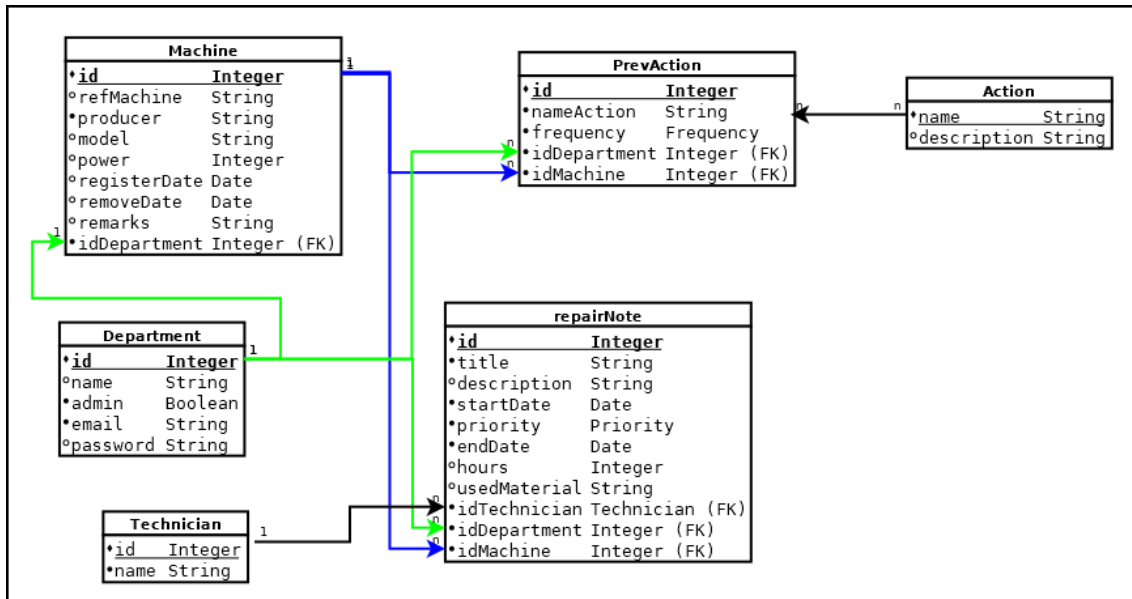 Machine
id Integer
refMachine String
producer String
model String
power Integer
registerDate Date
removeDate Date
remarks String
idDepartment Integer (FK)
1
1
1
PrevAction
id Integer
nameAction String
frequency Frequency
idDepartment Integer (FK)
idMachine Integer (FK)
n
n
n
n
Action
name String
description String
Department
id Integer
name String
admin Boolean
email String
password String
1
repairNote
id Integer
title String
description String
startDate Date
priority Priority
endDate Date
hours Integer
usedMaterial String
idTechnician Technician (FK)
idDepartment Integer (FK)
idMachine Integer (FK)
n
n
n
Technician
id Integer
name String
1